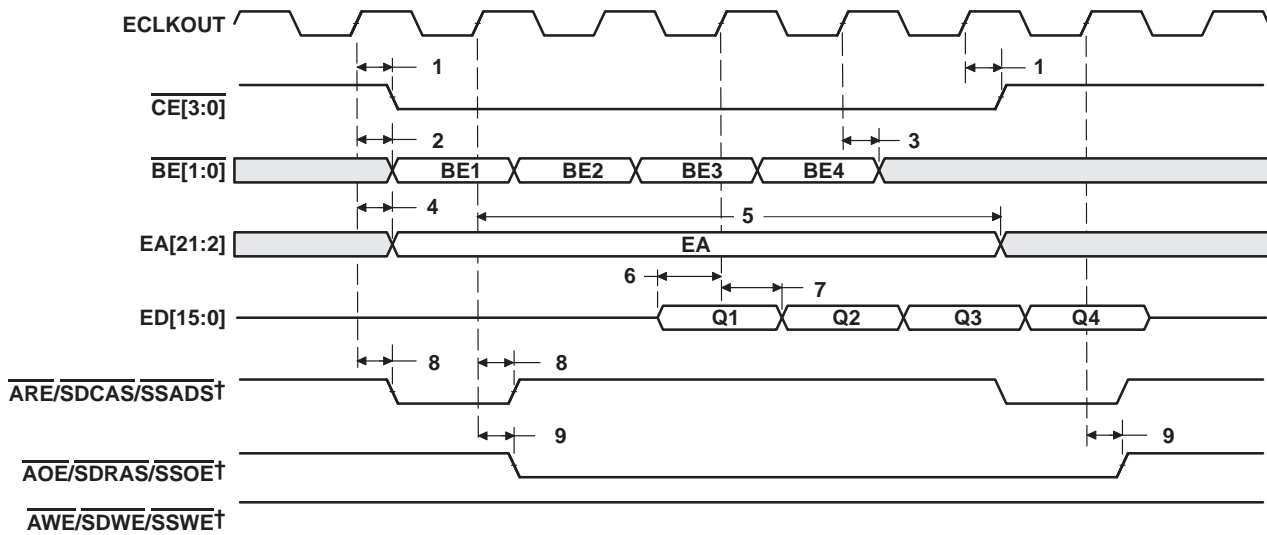 ECLKOUT
1 1
CE[3:0]
2 3
BE[1:0] BE1 BE2 BE3 BE4
4 5
EA[21:2] EA
6 7
ED[15:0] Q1 Q2 Q3 Q4
8 8
ARE/SDCAS/SSADS†
9 9
AOE/SDRAS/SSOE†
AWE/SDWE/SSWE†